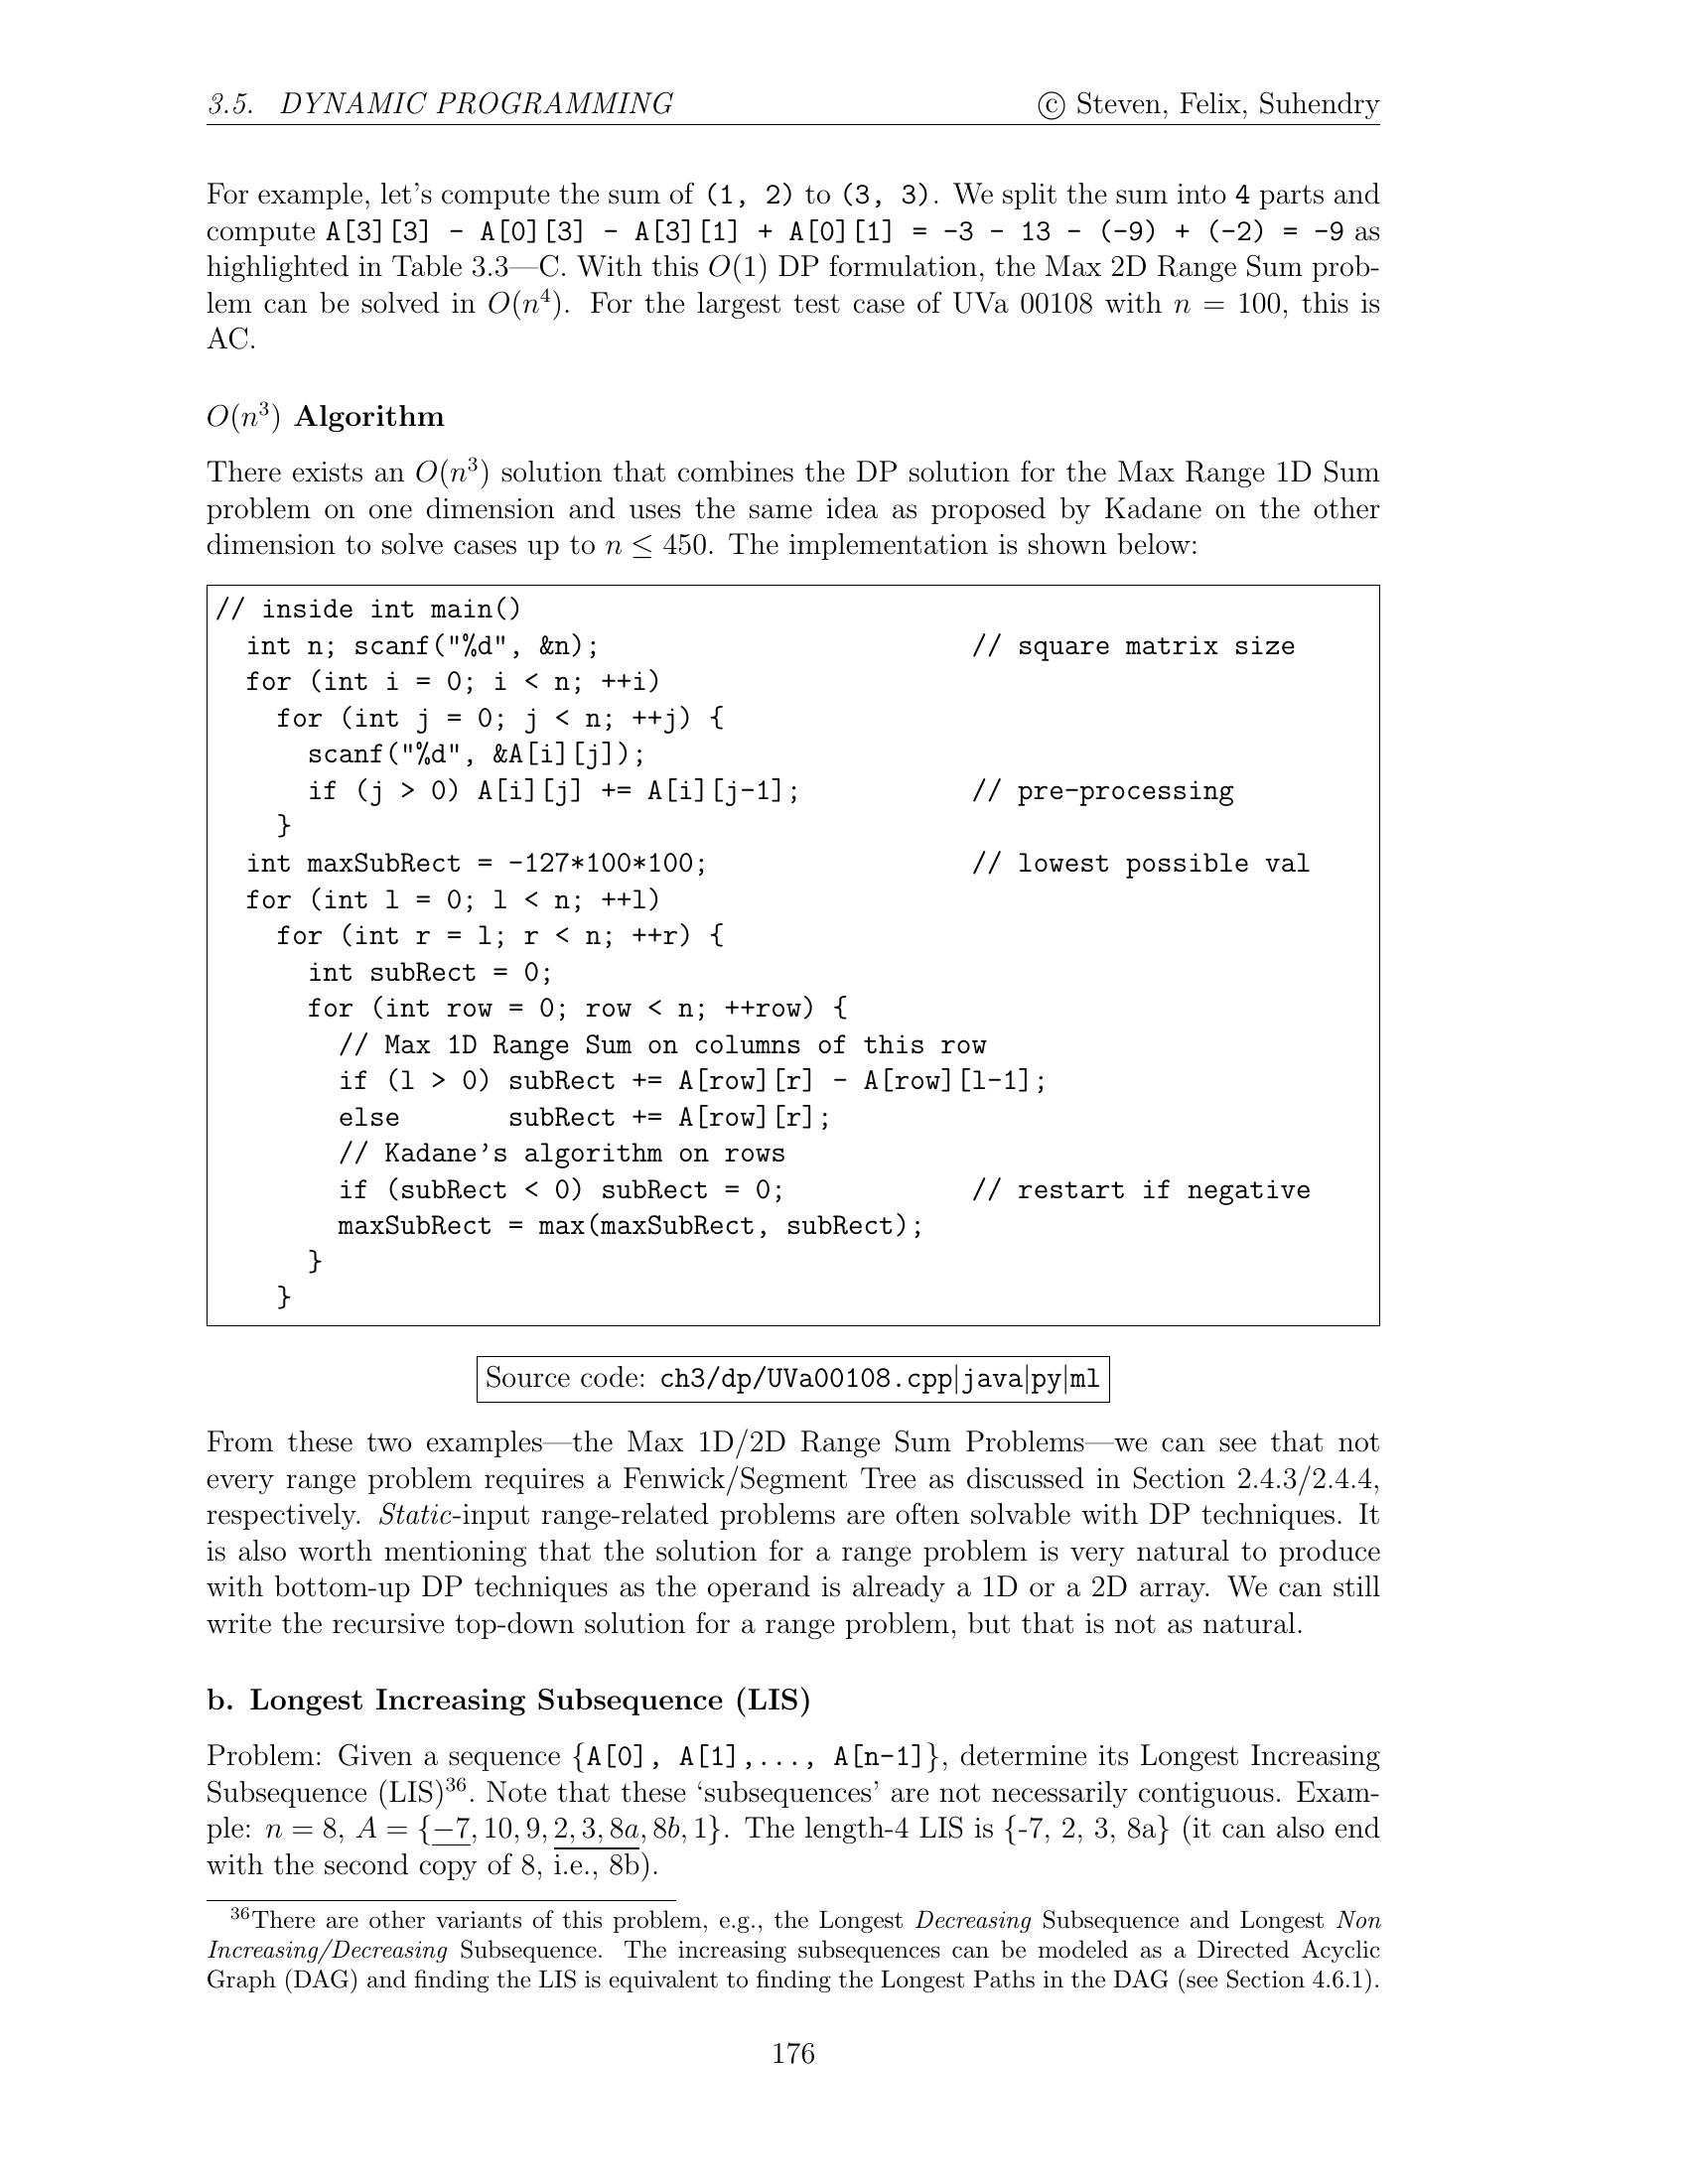 3.5. DYNAMIC PROGRAMMING © Steven, Felix, Suhendry
For example, let's compute the sum of (1, 2) to (3, 3). We split the sum into 4 parts and
compute A[3][3] - A[0][3] - A[3][1] + A[0][1] = -3 - 13 - (-9) + (-2) = -9 as
highlighted in Table 3.3—C. With this O(1) DP formulation, the Max 2D Range Sum prob-
lem can be solved in O(n⁴). For the largest test case of UVa 00108 with n = 100, this is
AC.
O(n³) Algorithm
There exists an O(n³) solution that combines the DP solution for the Max Range 1D Sum
problem on one dimension and uses the same idea as proposed by Kadane on the other
dimension to solve cases up to n ≤ 450. The implementation is shown below:
// inside int main()
  int n; scanf("%d", &n);                        // square matrix size
  for (int i = 0; i < n; ++i)
    for (int j = 0; j < n; ++j) {
      scanf("%d", &A[i][j]);
      if (j > 0) A[i][j] += A[i][j-1];           // pre-processing
    }
  int maxSubRect = -127*100*100;                 // lowest possible val
  for (int l = 0; l < n; ++l)
    for (int r = l; r < n; ++r) {
      int subRect = 0;
      for (int row = 0; row < n; ++row) {
        // Max 1D Range Sum on columns of this row
        if (l > 0) subRect += A[row][r] - A[row][l-1];
        else       subRect += A[row][r];
        // Kadane's algorithm on rows
        if (subRect < 0) subRect = 0;            // restart if negative
        maxSubRect = max(maxSubRect, subRect);
      }
    }
Source code: ch3/dp/UVa00108.cpp|java|py|ml
From these two examples—the Max 1D/2D Range Sum Problems—we can see that not
every range problem requires a Fenwick/Segment Tree as discussed in Section 2.4.3/2.4.4,
respectively. Static-input range-related problems are often solvable with DP techniques. It
is also worth mentioning that the solution for a range problem is very natural to produce
with bottom-up DP techniques as the operand is already a 1D or a 2D array. We can still
write the recursive top-down solution for a range problem, but that is not as natural.
b. Longest Increasing Subsequence (LIS)
Problem: Given a sequence {A[0], A[1],..., A[n-1]}, determine its Longest Increasing
Subsequence (LIS)³⁶. Note that these ‘subsequences’ are not necessarily contiguous. Exam-
ple: n = 8, A = {−7, 10, 9, 2, 3, 8a, 8b, 1}. The length-4 LIS is {-7, 2, 3, 8a} (it can also end
with the second copy of 8, i.e., 8b).
³⁶There are other variants of this problem, e.g., the Longest Decreasing Subsequence and Longest Non
Increasing/Decreasing Subsequence. The increasing subsequences can be modeled as a Directed Acyclic
Graph (DAG) and finding the LIS is equivalent to finding the Longest Paths in the DAG (see Section 4.6.1).
176